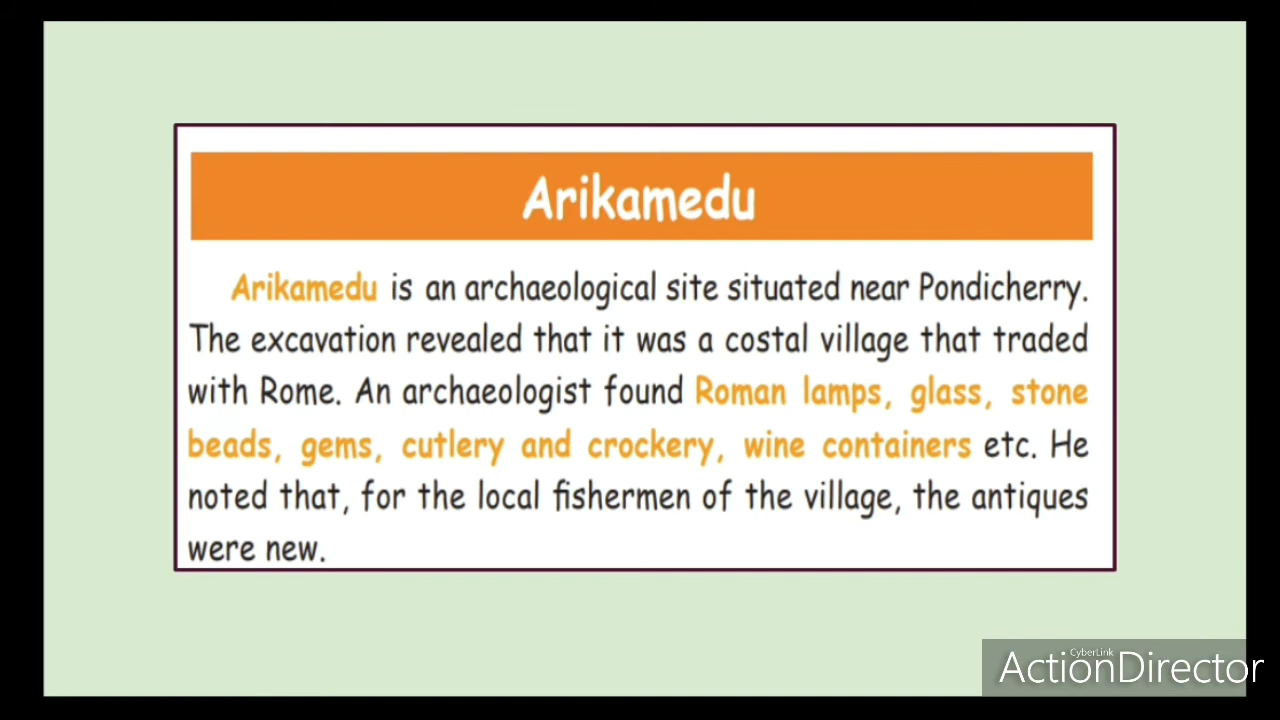 Arikamedu
Arikamedu is an archaeological site situated near Pondicherry.
The excavation revealed that it was a costal village that traded
with Rome. An archaeologist found Roman lamps, glass, stone
beads, gems, cutlery and crockery, wine containers etc. He
noted that, for the local fishermen of the village, the antiques
were new.
CyberLink
ActionDirector